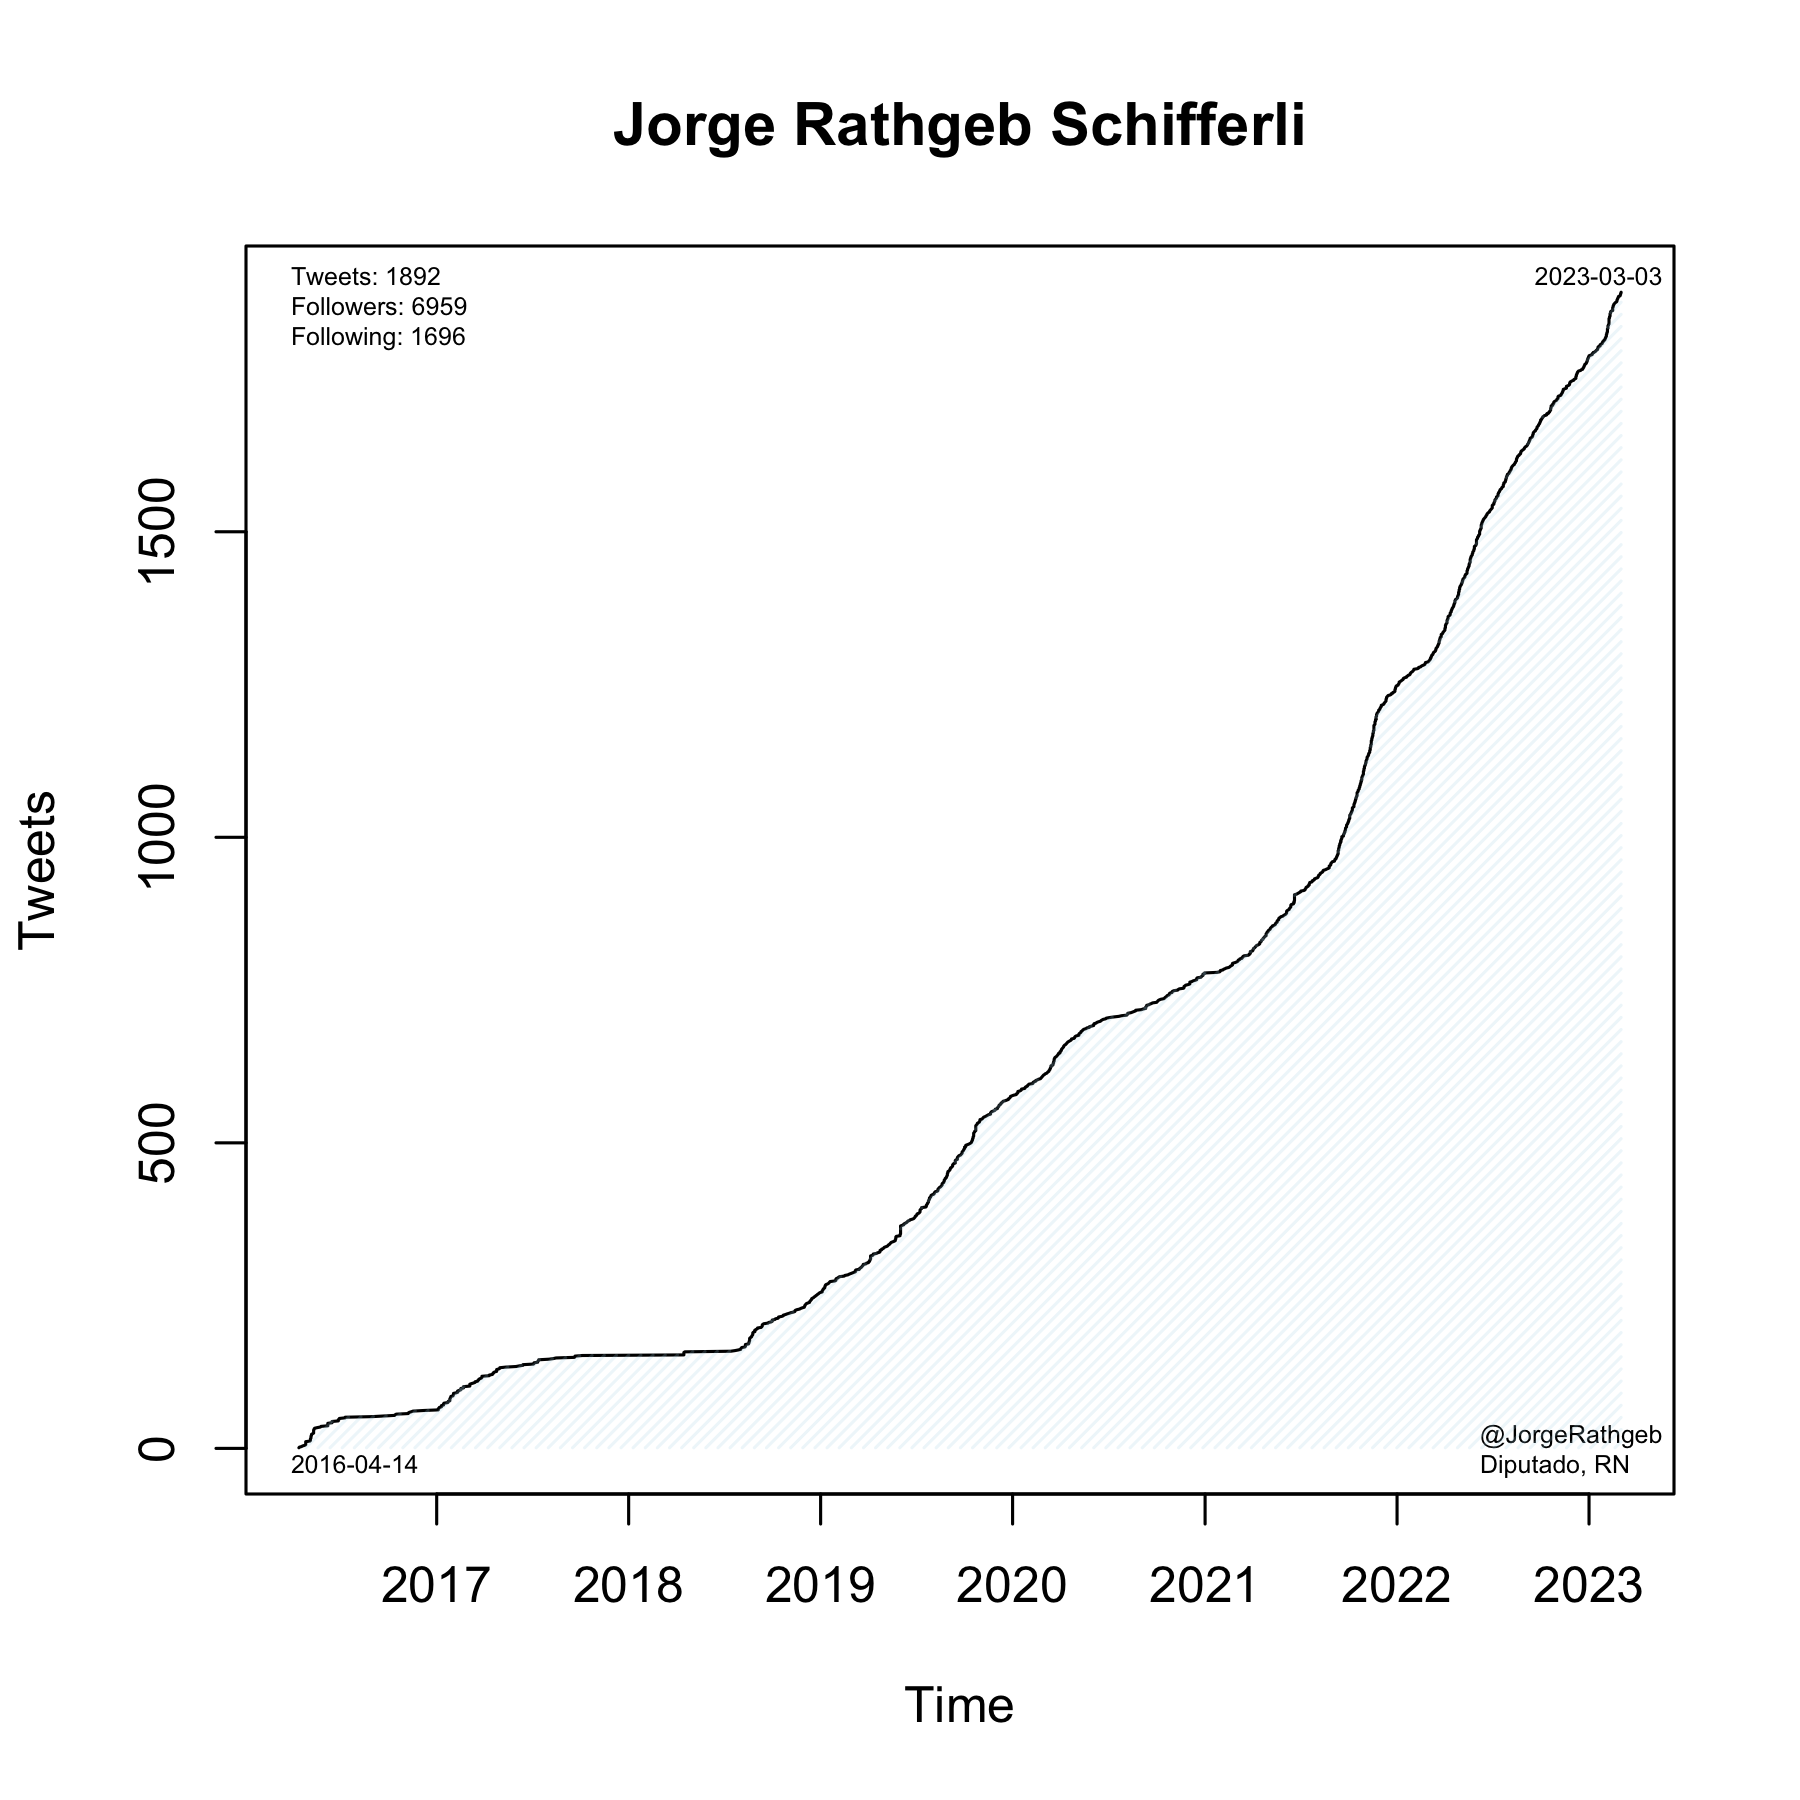 Jorge Rathgeb Schifferli
Tweets: 1892
Followers: 6959
Following: 1696
2023-03-03
1500
1000
500
0
Tweets
2016-04-14
@JorgeRathgeb
Diputado, RN
2017
2018
2019
2020
2021
2022
2023
Time